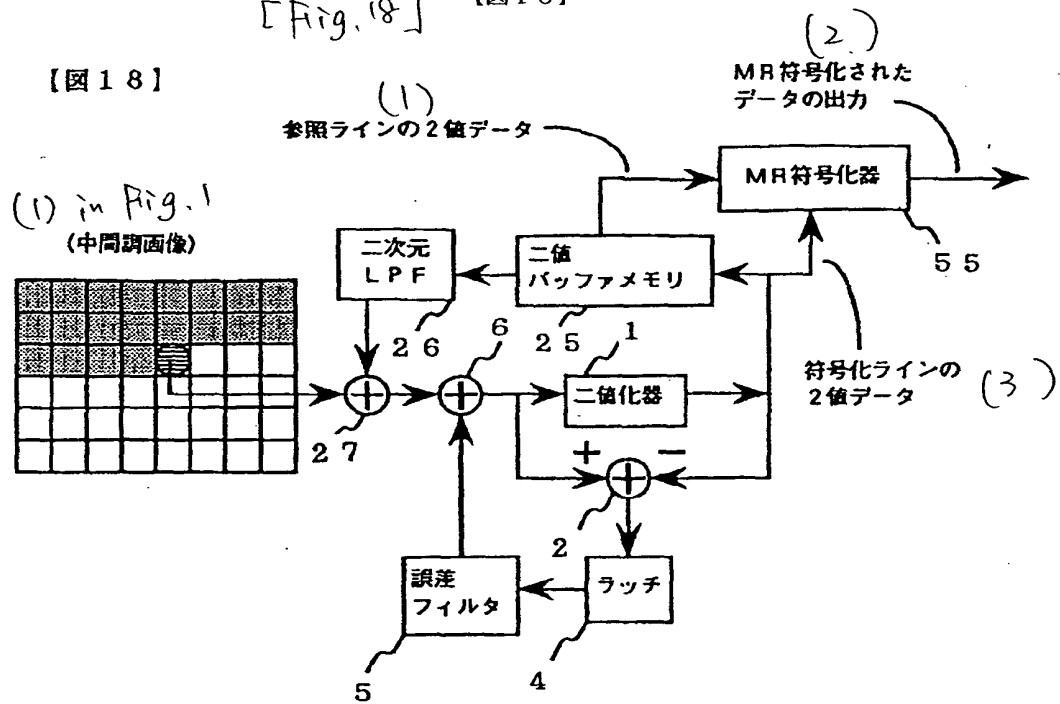 [Fig. 18]
(2)
【図18】
MR符号化された
データの出力
(1)
参照ラインの2値データ
MR符号化器
(1) in Fig. 1
(中間調画像)
二次元
LPF
二値
バッファメモリ
55
26
25
6
1
符号化ラインの
2値データ
(3)
二値化器
27
+
−
2
誤差
フィルタ
ラッチ
5
4